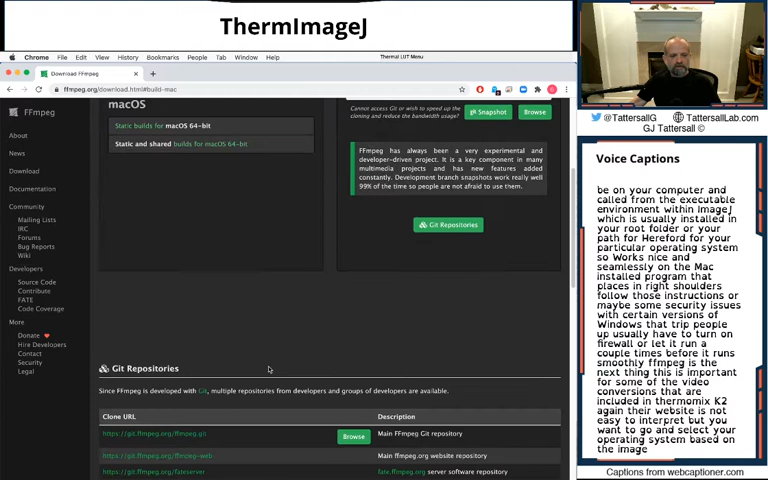 ThermImageJ
Chrome File Edit View History Bookmarks People Tab Window Help Thermal LUT Menu
Download FFmpeg
ffmpeg.org/download.html#build-mac
FFmpeg
About
News
Download
Documentation
Community
Mailing Lists
IRC
Forums
Bug Reports
Wiki
Developers
Source Code
Contribute
FATE
Code Coverage
More
Donate
Hire Developers
Contact
Security
Legal
macOS
Static builds for macOS 64-bit
Static and shared builds for macOS 64-bit
Cannot access Git or wish to speed up the
cloning and reduce the bandwidth usage?
Snapshot
Browse
FFmpeg has always been a very experimental and
developer-driven project. It is a key component in many
multimedia projects and has new features added
constantly. Development branch snapshots work really well
99% of the time so people are not afraid to use them.
Git Repositories
Git Repositories
Since FFmpeg is developed with Git, multiple repositories from developers and groups of developers are available.
Clone URL Description
https://git.ffmpeg.org/ffmpeg.git Browse Main FFmpeg Git repository
https://git.ffmpeg.org/ffmpeg-web Main ffmpeg.org website repository
https://git.ffmpeg.org/fateserver fate.ffmpeg.org server software repository
@TattersallG TattersallLab.com
GJ Tattersall ©
Voice Captions
be on your computer and
called from the executable
environment within ImageJ
which is usually installed in
your root folder or your
path for Hereford for your
particular operating system
so Works nice and
seamlessly on the Mac
installed program that
places in right shoulders
follow those instructions or
maybe some security issues
with certain versions of
Windows that trip people
up usually have to turn on
firewall or let it run a
couple times before it runs
smoothly ffmpeg is the
next thing this is important
for some of the video
conversions that are
included in thermomix K2
again their website is not
easy to interpret but you
want to go and select your
operating system based on
the image
Captions from webcaptioner.com